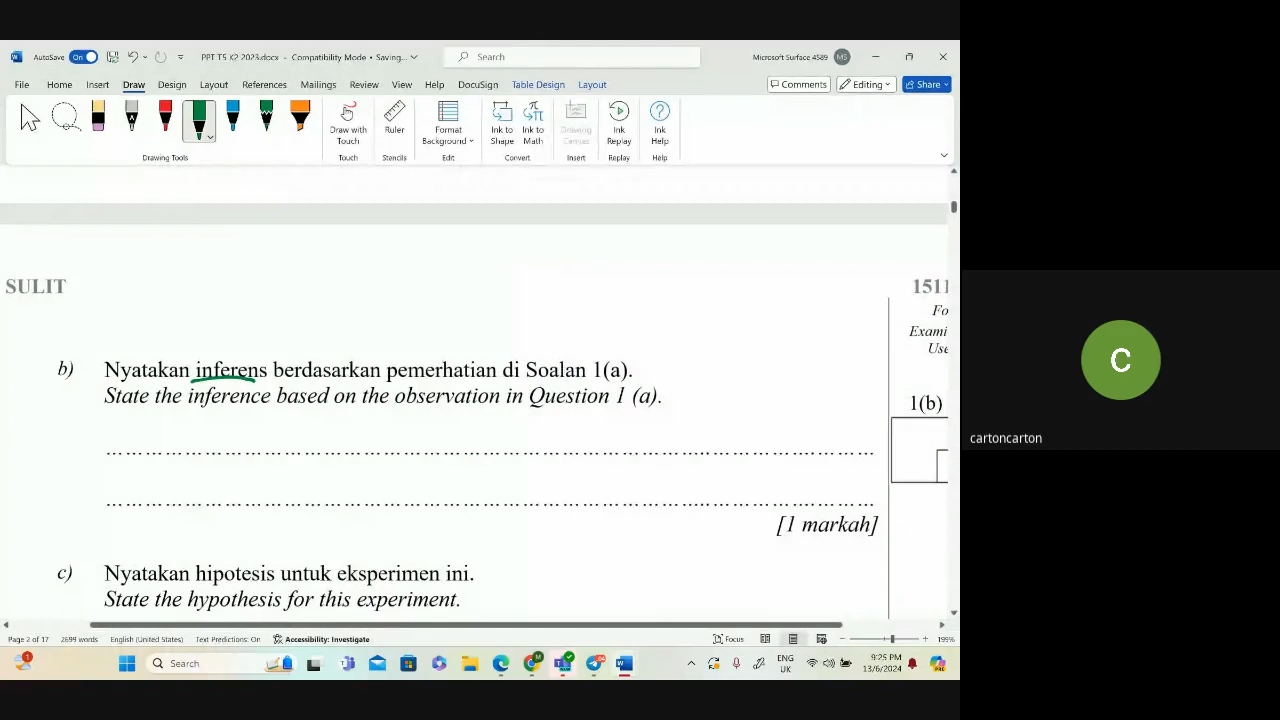 AutoSave On PPT T5 K2 2023.docx - Compatibility Mode • Saving... Search Microsoft Surface 4589 MS
File Home Insert Draw Design Layout References Mailings Review View Help DocuSign Table Design Layout Comments Editing Share
Draw with Touch Ruler Format Background Ink to Shape Ink to Math Drawing Canvas Ink Replay Ink Help
Drawing Tools Touch Stencils Edit Convert Insert Replay Help
SULIT 1511
Fo
Exami
Use
b) Nyatakan inferens berdasarkan pemerhatian di Soalan 1(a).
State the inference based on the observation in Question 1 (a).
1(b)
[1 markah]
c) Nyatakan hipotesis untuk eksperimen ini.
State the hypothesis for this experiment.
Page 2 of 17 2699 words English (United States) Text Predictions: On Accessibility: Investigate Focus 199%
1 Search ENG UK 9:25 PM 13/6/2024
C
cartoncarton